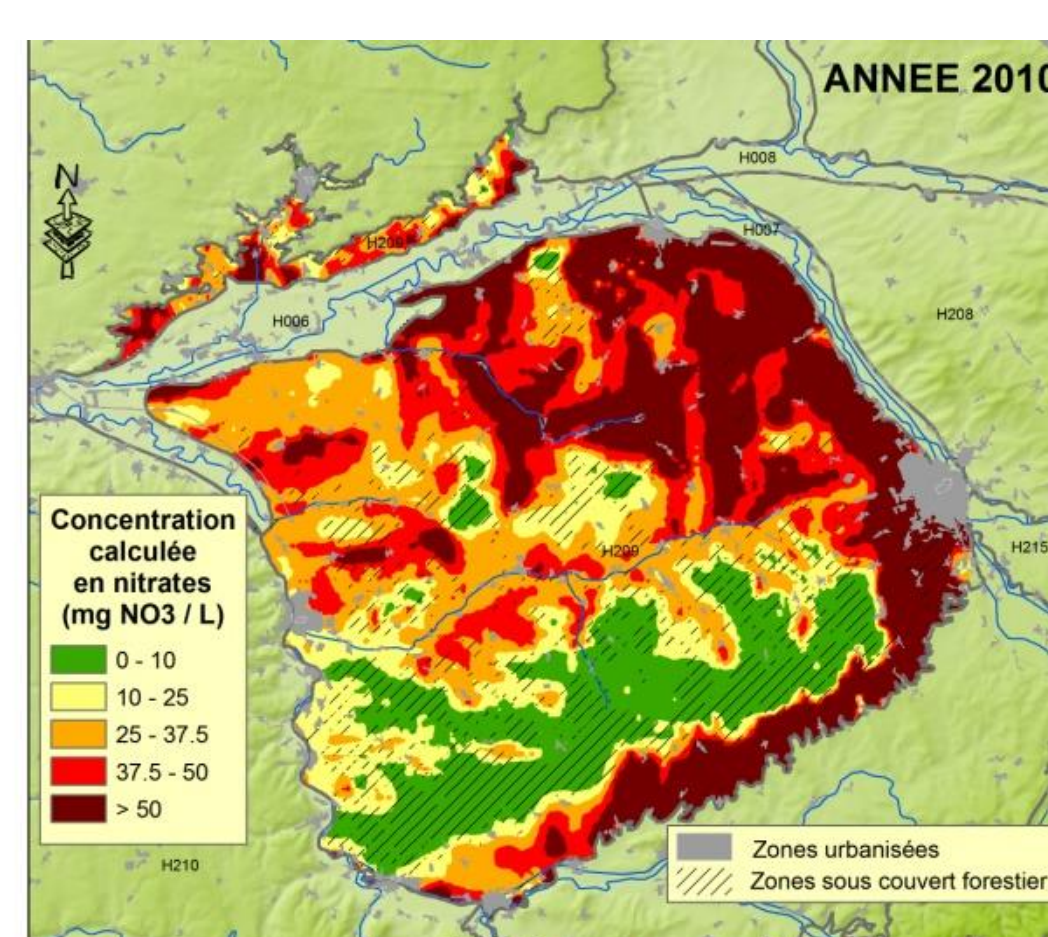 ANNEE 2010
N
H008
H007
H209
H006
H208
H209
H215
H210
Concentration
calculée
en nitrates
(mg NO3 / L)
0 - 10
10 - 25
25 - 37.5
37.5 - 50
> 50
Zones urbanisées
Zones sous couvert forestier